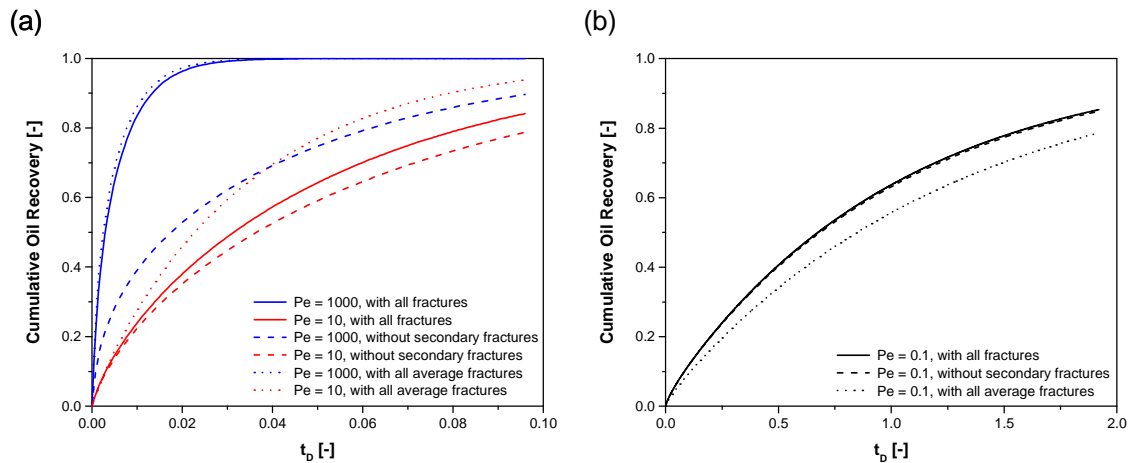 (a)
Cumulative Oil Recovery [-]
1.0
0.8
0.6
0.4
0.2
0.0
Pe = 1000, with all fractures
Pe = 10, with all fractures
Pe = 1000, without secondary fractures
Pe = 10, without secondary fractures
Pe = 1000, with all average fractures
Pe = 10, with all average fractures
0.00 0.02 0.04 0.06 0.08 0.10
t_D [-]
(b)
Cumulative Oil Recovery [-]
1.0
0.8
0.6
0.4
0.2
0.0
Pe = 0.1, with all fractures
Pe = 0.1, without secondary fractures
Pe = 0.1, with all average fractures
0.0 0.5 1.0 1.5 2.0
t_D [-]